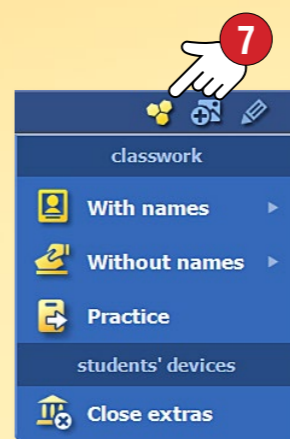 7
classwork
With names
Without names
Practice
students' devices
Close extras